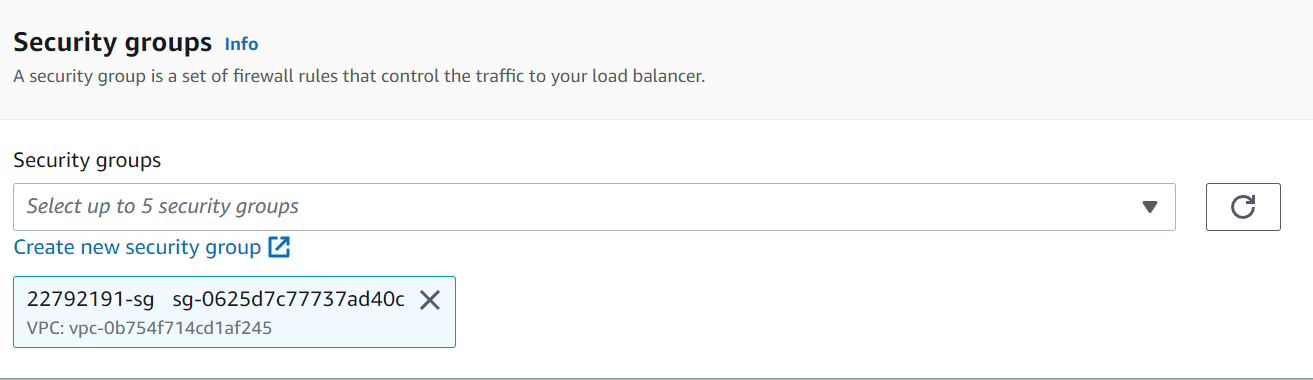 Security groups Info
A security group is a set of firewall rules that control the traffic to your load balancer.
Security groups
Select up to 5 security groups
Create new security group
22792191-sg sg-0625d7c77737ad40c
VPC: vpc-0b754f714cd1af245